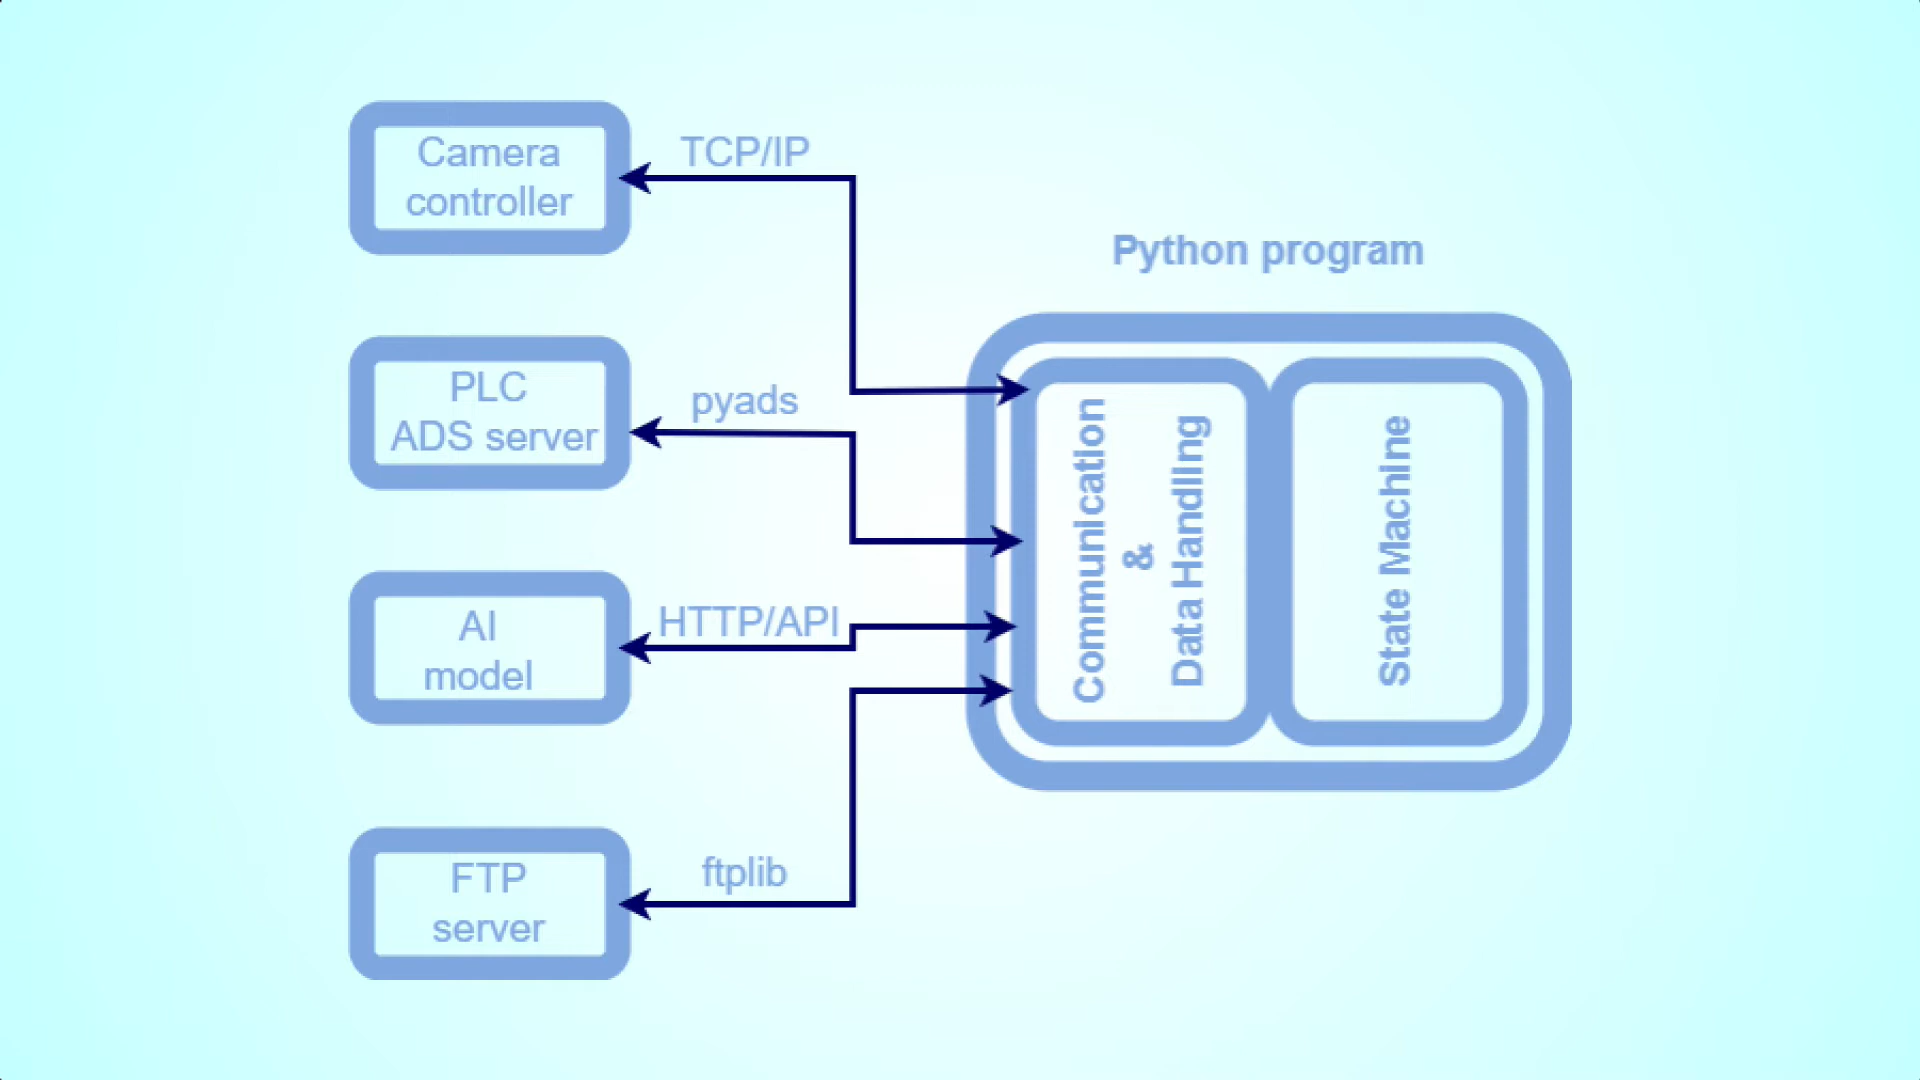 Camera
controller
TCP/IP
PLC
ADS server
pyads
AI
model
HTTP/API
FTP
server
ftplib
Python program
Communication
&
Data Handling
State Machine